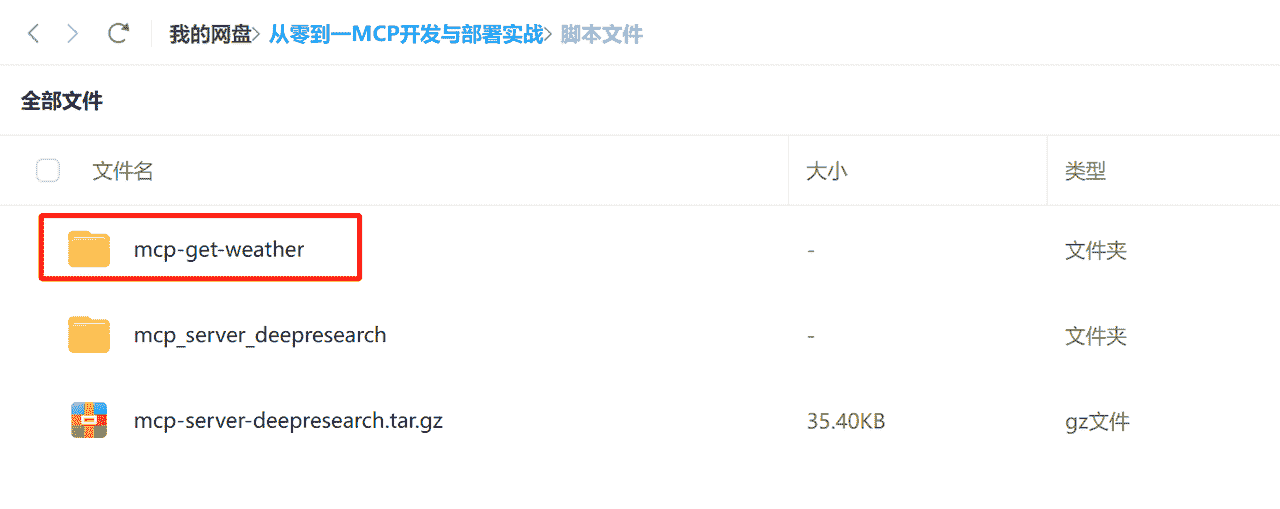 我的网盘> 从零到一MCP开发与部署实战> 脚本文件
全部文件
文件名 大小 类型
mcp-get-weather - 文件夹
mcp_server_deepresearch - 文件夹
mcp-server-deepresearch.tar.gz 35.40KB gz文件